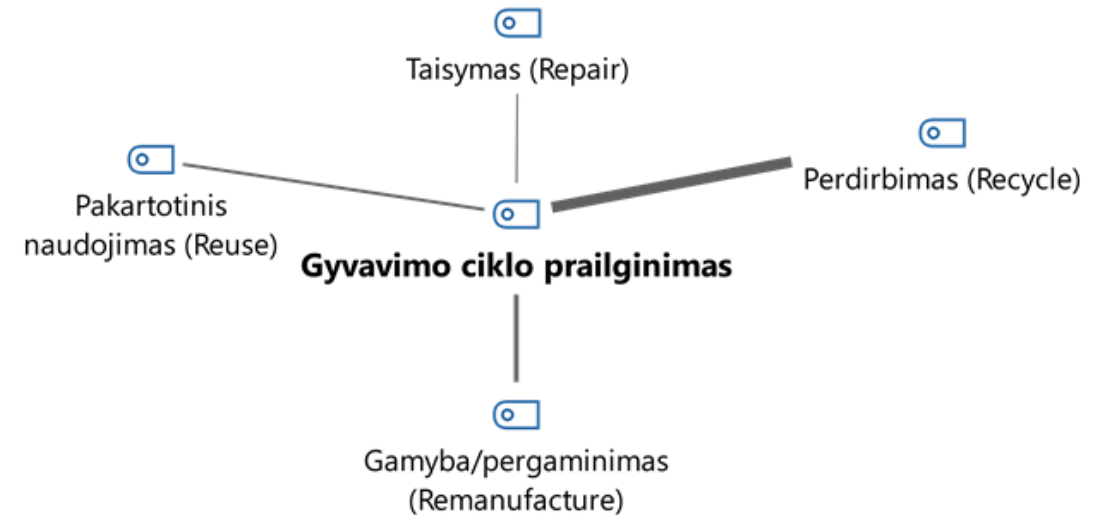 Taisymas (Repair)
Perdirbimas (Recycle)
Pakartotinis
naudojimas (Reuse)
Gyvavimo ciklo prailginimas
Gamyba/pergaminimas
(Remanufacture)